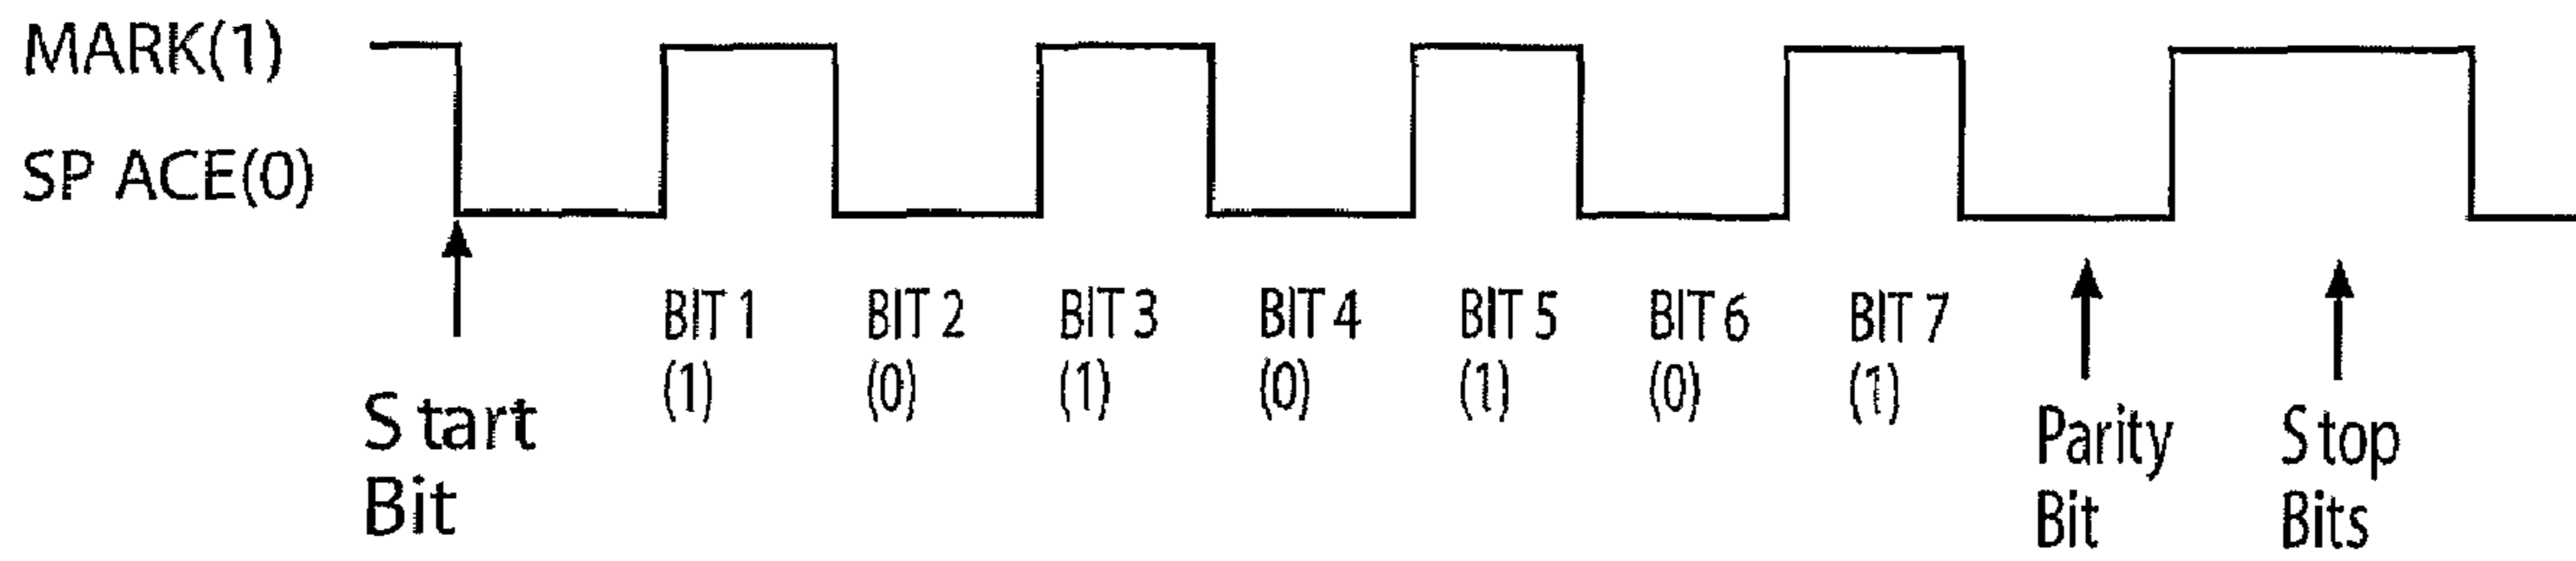 MARK(1)
SP ACE(0)
BIT 1 BIT 2 BIT 3 BIT 4 BIT 5 BIT 6 BIT 7
(1) (0) (1) (0) (1) (0) (1)
S tart
Bit
Parity
Bit
S top
Bits